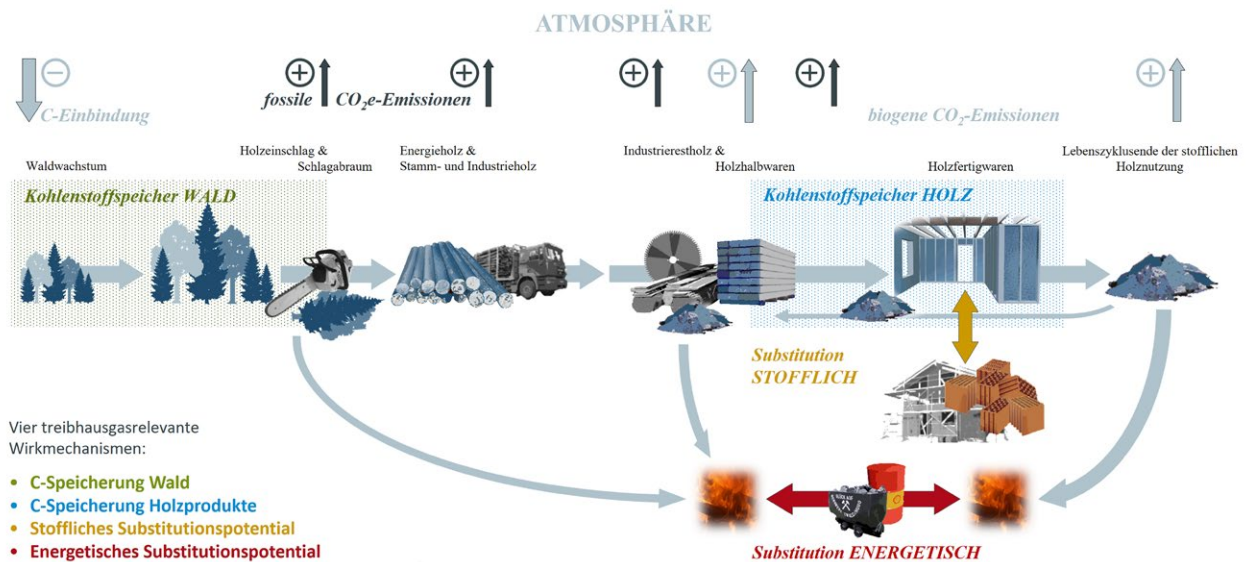 ATMOSPHÄRE
C-Einbindung
fossile CO₂e-Emissionen
biogene CO₂-Emissionen
Waldwachstum
Holzeinschlag &
Schlagabraum
Energieholz &
Stamm- und Industrieholz
Industrierestholz &
Holzhalbwaren
Holzfertigwaren
Lebenszyklusende der stofflichen
Holznutzung
Kohlenstoffspeicher WALD
Kohlenstoffspeicher HOLZ
Substitution
STOFFLICH
Vier treibhausgasrelevante
Wirkmechanismen:
• C-Speicherung Wald
• C-Speicherung Holzprodukte
• Stoffliches Substitutionspotential
• Energetisches Substitutionspotential
Substitution ENERGETISCH